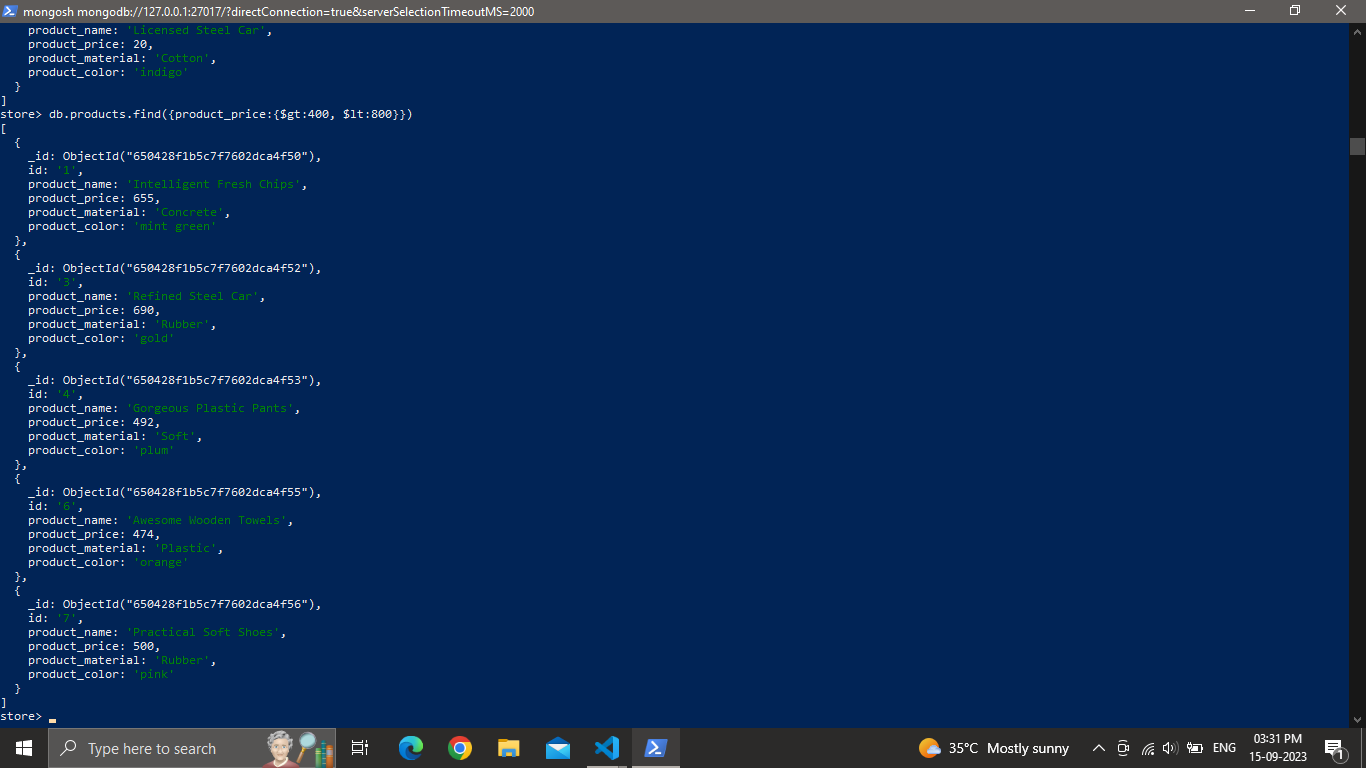 mongosh mongodb://127.0.0.1:27017/?directConnection=true&serverSelectionTimeoutMS=2000
    product_name: 'Licensed Steel Car',
    product_price: 20,
    product_material: 'Cotton',
    product_color: 'indigo'
  }
]
store> db.products.find({product_price:{$gt:400, $lt:800}})
[
  {
    _id: ObjectId("650428f1b5c7f7602dca4f50"),
    id: '1',
    product_name: 'Intelligent Fresh Chips',
    product_price: 655,
    product_material: 'Concrete',
    product_color: 'mint green'
  },
  {
    _id: ObjectId("650428f1b5c7f7602dca4f52"),
    id: '3',
    product_name: 'Refined Steel Car',
    product_price: 690,
    product_material: 'Rubber',
    product_color: 'gold'
  },
  {
    _id: ObjectId("650428f1b5c7f7602dca4f53"),
    id: '4',
    product_name: 'Gorgeous Plastic Pants',
    product_price: 492,
    product_material: 'Soft',
    product_color: 'plum'
  },
  {
    _id: ObjectId("650428f1b5c7f7602dca4f55"),
    id: '6',
    product_name: 'Awesome Wooden Towels',
    product_price: 474,
    product_material: 'Plastic',
    product_color: 'orange'
  },
  {
    _id: ObjectId("650428f1b5c7f7602dca4f56"),
    id: '7',
    product_name: 'Practical Soft Shoes',
    product_price: 500,
    product_material: 'Rubber',
    product_color: 'pink'
  }
]
store>
Type here to search
35°C Mostly sunny
ENG
03:31 PM
15-09-2023
1